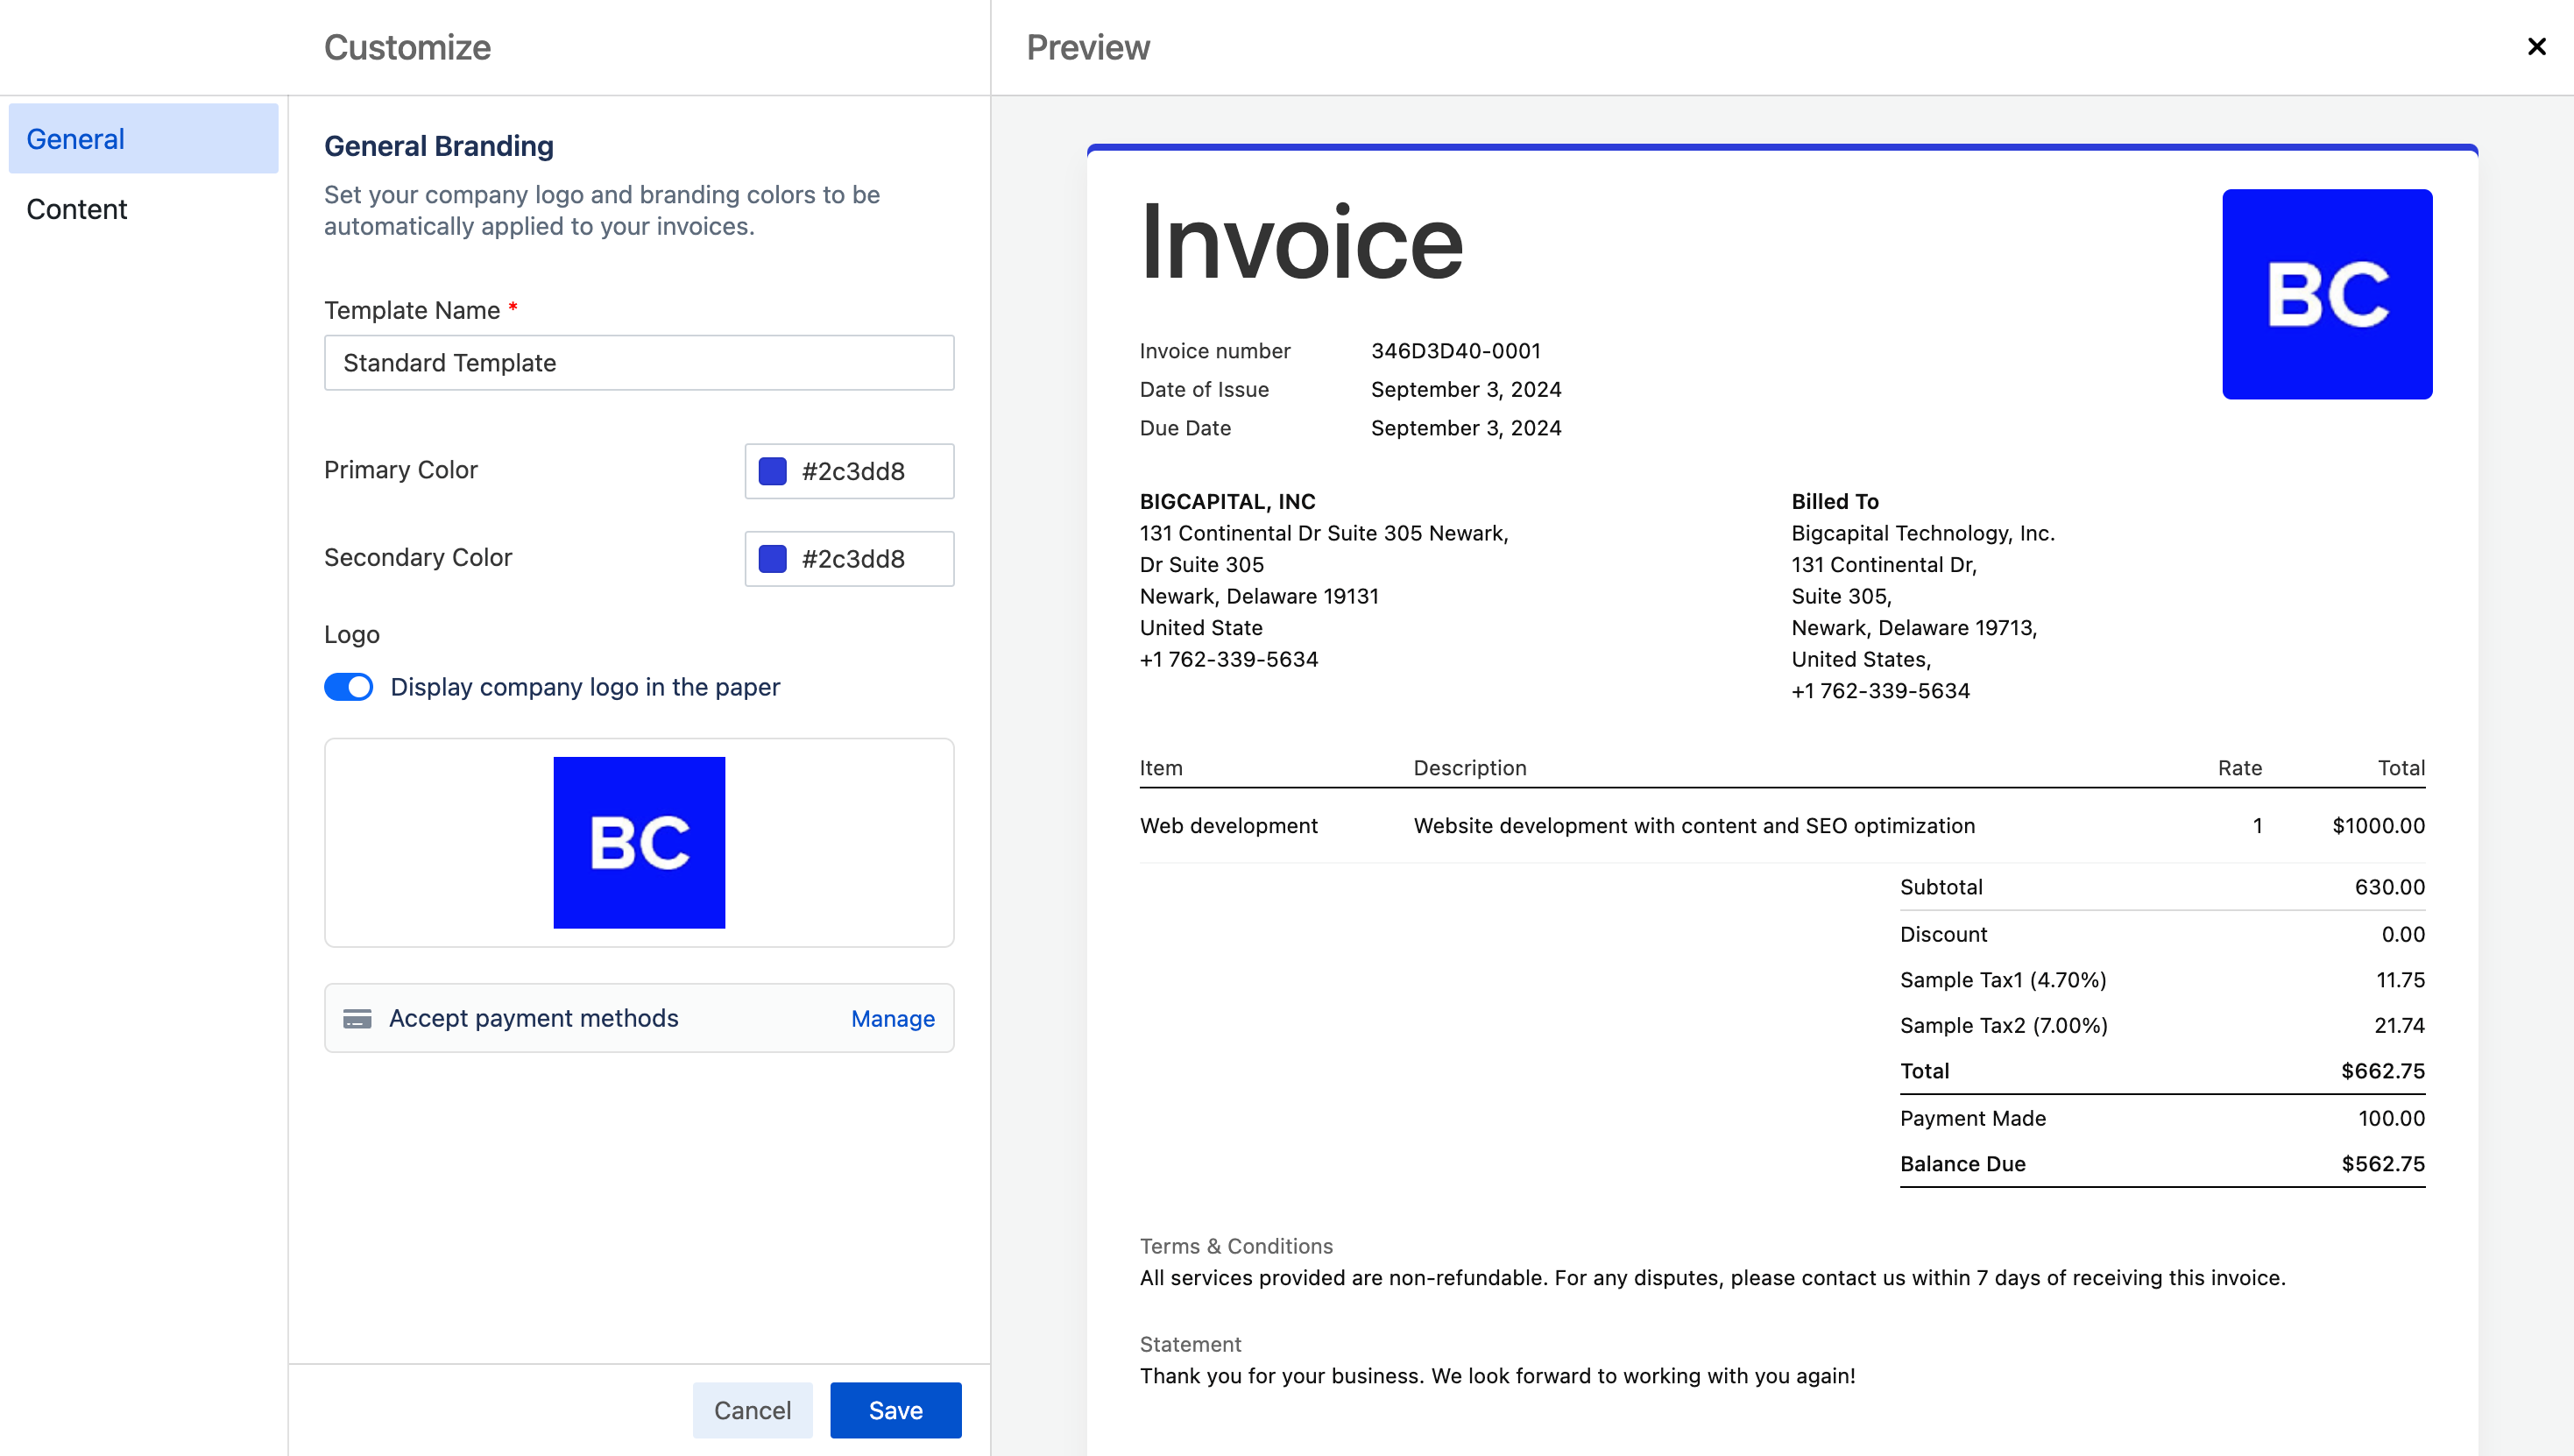 Customize
Preview
General
Content
General Branding
Set your company logo and branding colors to be
automatically applied to your invoices.
Template Name *
Standard Template
Primary Color #2c3dd8
Secondary Color #2c3dd8
Logo
Display company logo in the paper
BC
Accept payment methods Manage
Cancel Save
Invoice
BC
Invoice number 346D3D40-0001
Date of Issue September 3, 2024
Due Date September 3, 2024
BIGCAPITAL, INC
131 Continental Dr Suite 305 Newark,
Dr Suite 305
Newark, Delaware 19131
United State
+1 762-339-5634
Billed To
Bigcapital Technology, Inc.
131 Continental Dr,
Suite 305,
Newark, Delaware 19713,
United States,
+1 762-339-5634
Item Description Rate Total
Web development Website development with content and SEO optimization 1 $1000.00
Subtotal 630.00
Discount 0.00
Sample Tax1 (4.70%) 11.75
Sample Tax2 (7.00%) 21.74
Total $662.75
Payment Made 100.00
Balance Due $562.75
Terms & Conditions
All services provided are non-refundable. For any disputes, please contact us within 7 days of receiving this invoice.
Statement
Thank you for your business. We look forward to working with you again!